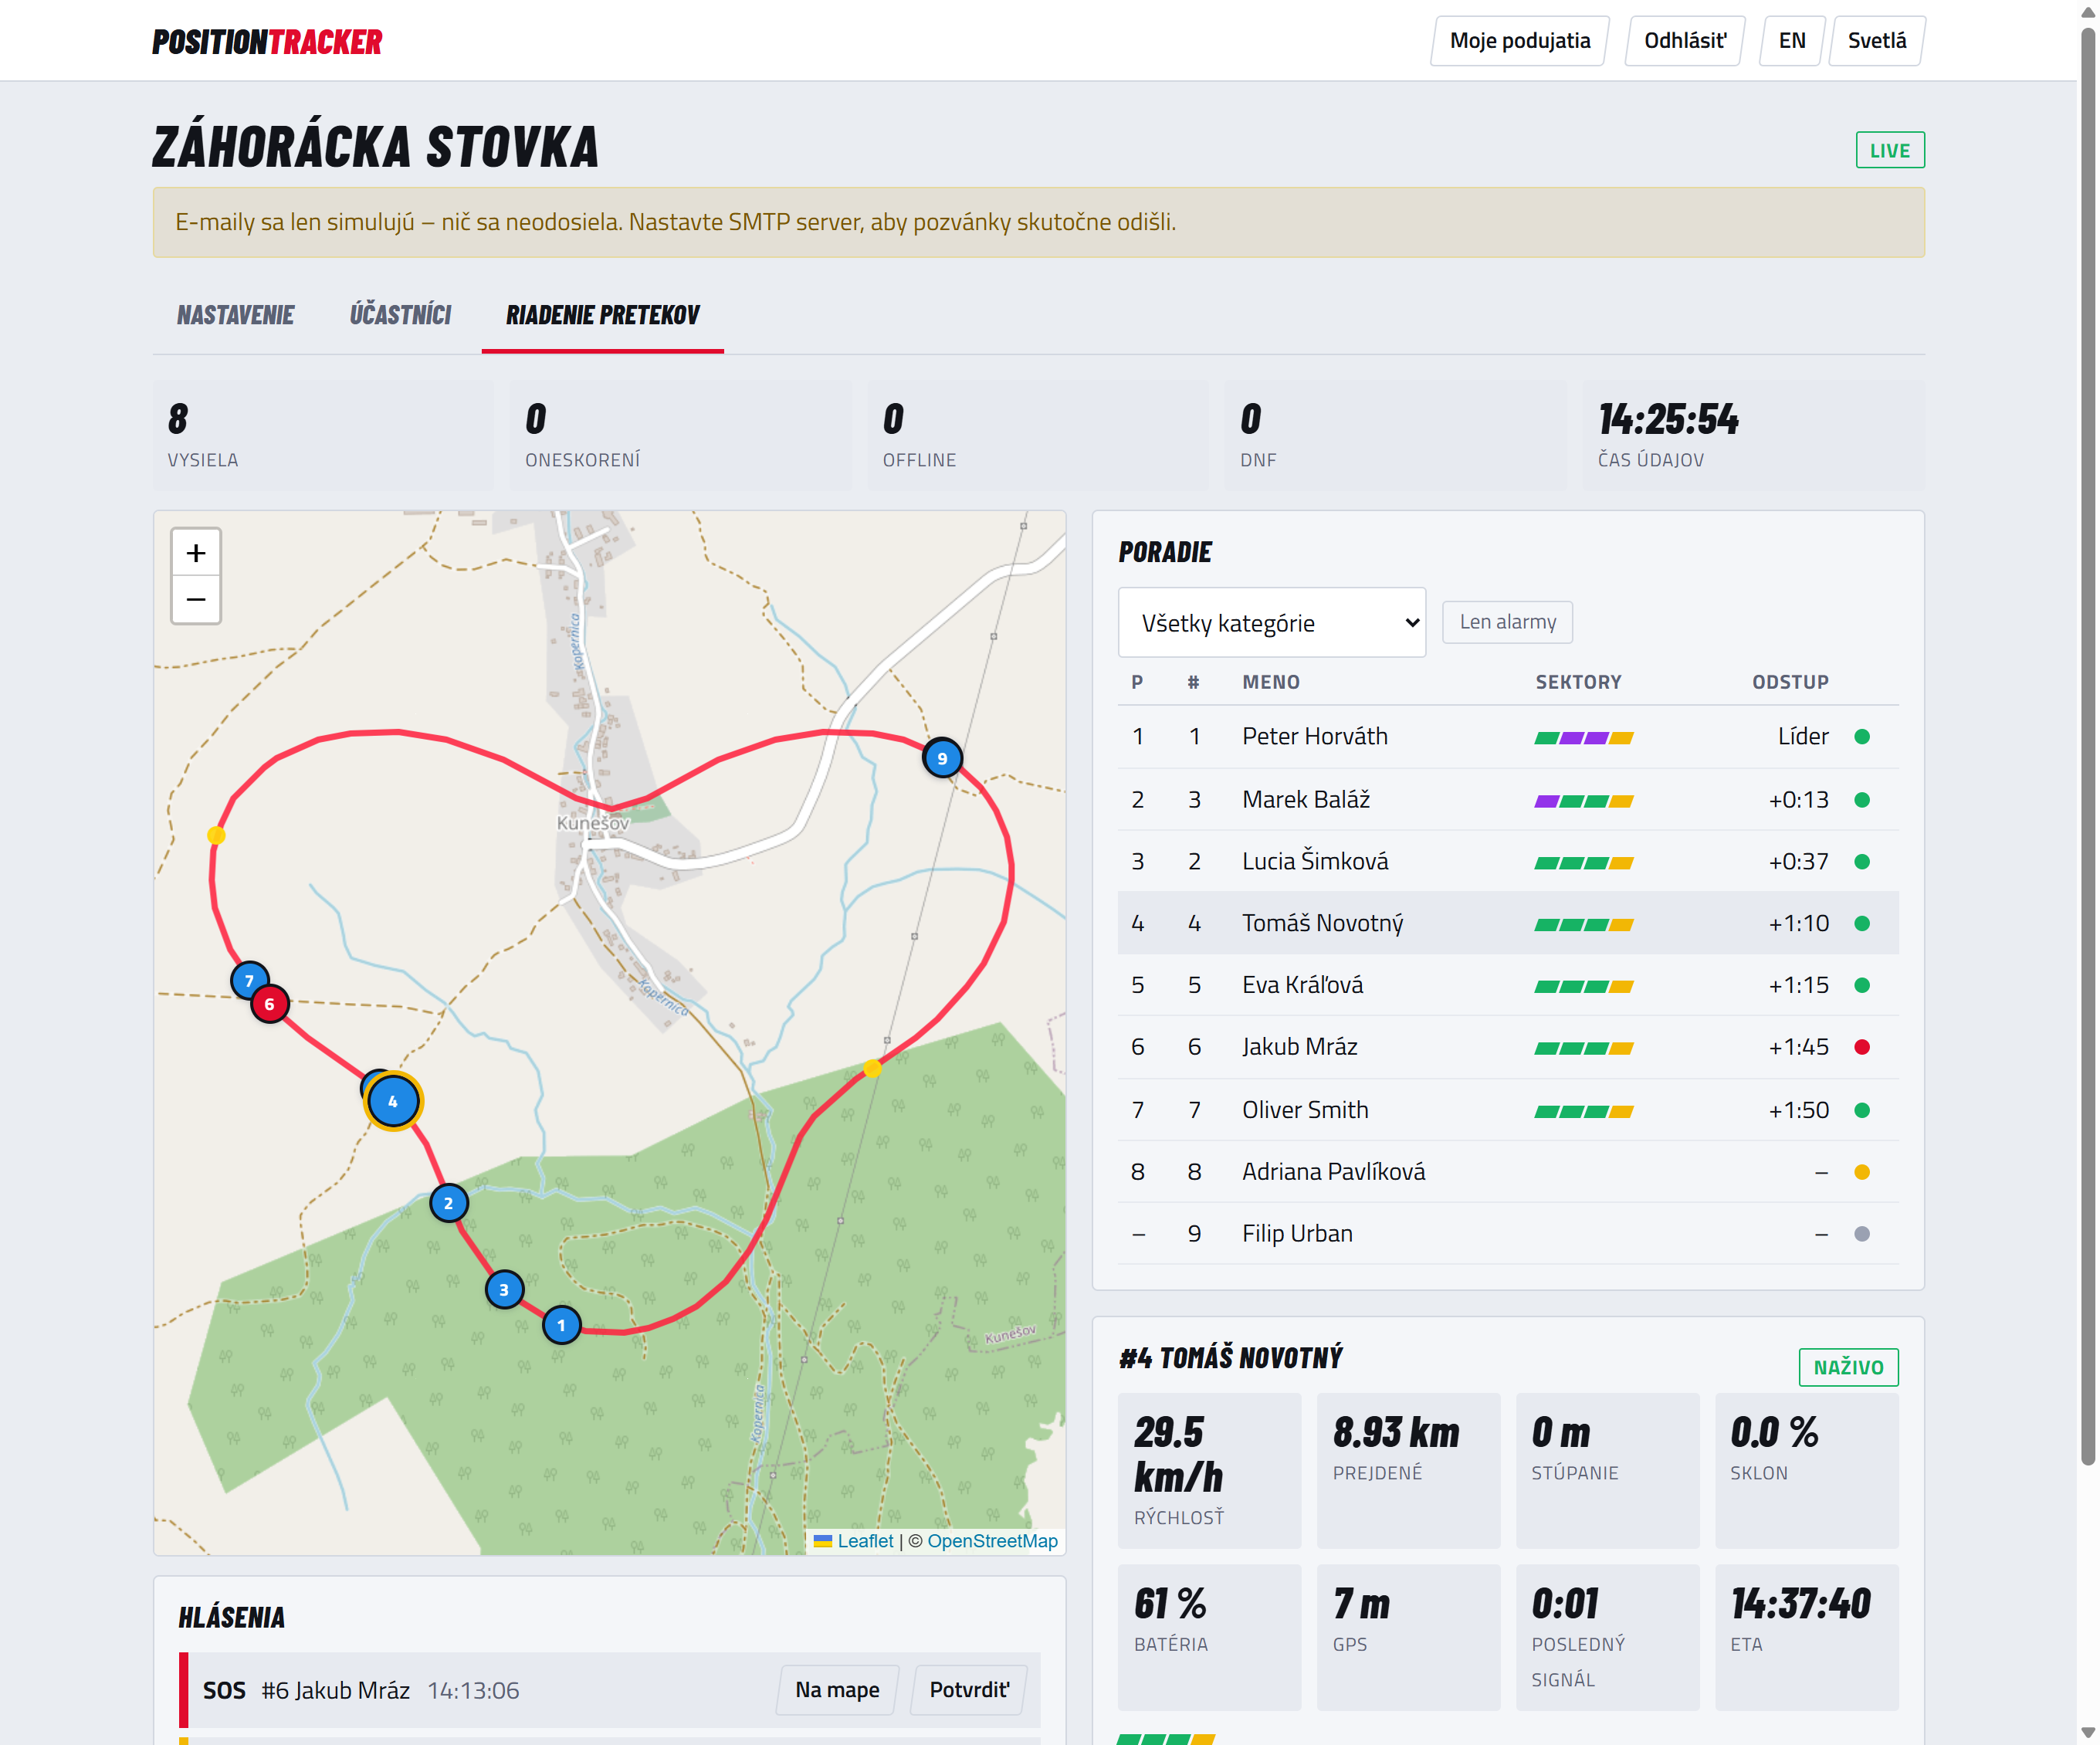 POSITIONTRACKER
Moje podujatia
Odhlásiť
EN
Svetlá
ZÁHORÁCKA STOVKA
LIVE
E-maily sa len simulujú – nič sa neodosiela. Nastavte SMTP server, aby pozvánky skutočne odišli.
NASTAVENIE
ÚČASTNÍCI
RIADENIE PRETEKOV
8
VYSIELA
0
ONESKORENÍ
0
OFFLINE
0
DNF
14:25:54
ČAS ÚDAJOV
+
−
Kopernica
9
Kunešov
7
6
Kopernica
4
2
3
1
Kunešov
Kopernica
Leaflet | © OpenStreetMap
PORADIE
Všetky kategórie
Len alarmy
P # MENO SEKTORY ODSTUP
1 1 Peter Horváth Líder
2 3 Marek Baláž +0:13
3 2 Lucia Šimková +0:37
4 4 Tomáš Novotný +1:10
5 5 Eva Kráľová +1:15
6 6 Jakub Mráz +1:45
7 7 Oliver Smith +1:50
8 8 Adriana Pavlíková –
– 9 Filip Urban –
#4 TOMÁŠ NOVOTNÝ
NAŽIVO
29.5 km/h
RÝCHLOSŤ
8.93 km
PREJDENÉ
0 m
STÚPANIE
0.0 %
SKLON
61 %
BATÉRIA
7 m
GPS
0:01
POSLEDNÝ
SIGNÁL
14:37:40
ETA
HLÁSENIA
SOS #6 Jakub Mráz 14:13:06
Na mape
Potvrdiť